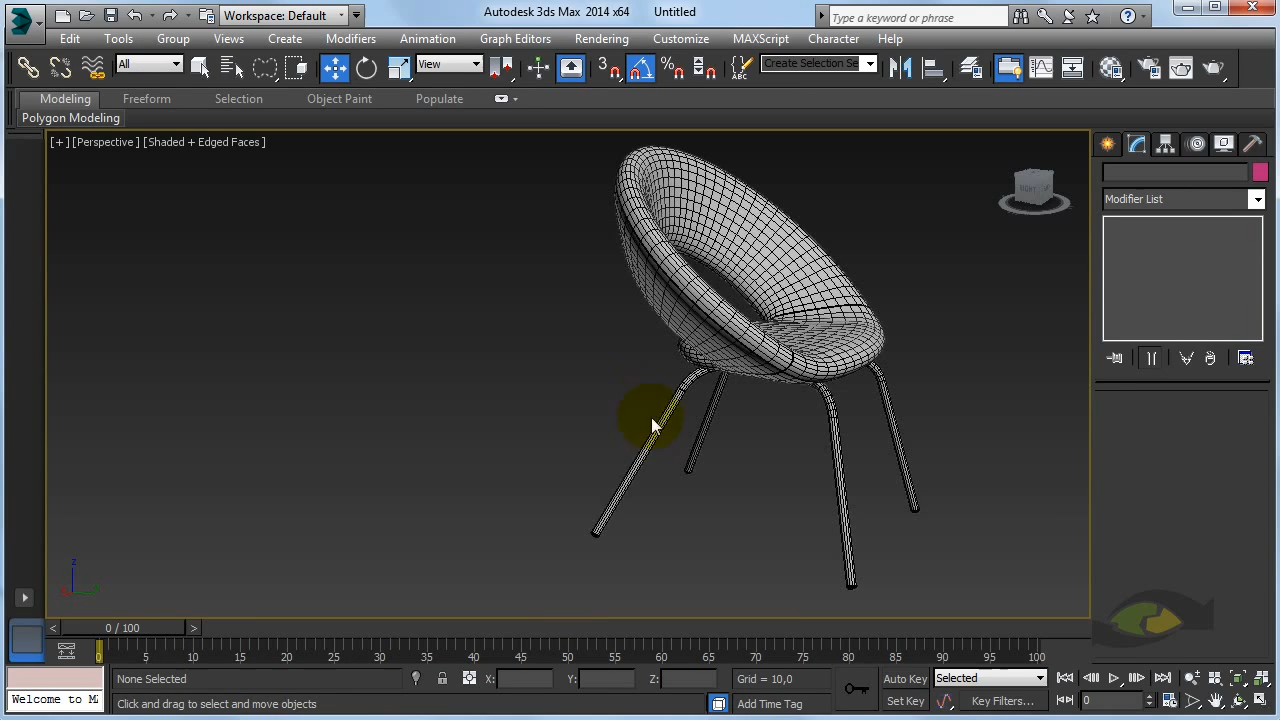 Autodesk 3ds Max 2014 x64 Untitled
Workspace: Default
Type a keyword or phrase
Edit Tools Group Views Create Modifiers Animation Graph Editors Rendering Customize MAXScript Character Help
All View 3 Create Selection Se
Modeling Freeform Selection Object Paint Populate
Polygon Modeling
[+] [Perspective] [Shaded + Edged Faces]
Modifier List
z
0 / 100
0 5 10 15 20 25 30 35 40 45 50 55 60 65 70 75 80 85 90 95 100
None Selected X: Y: Z: Grid = 10,0 Auto Key Selected
Welcome to MA Click and drag to select and move objects Add Time Tag Set Key Key Filters... 0